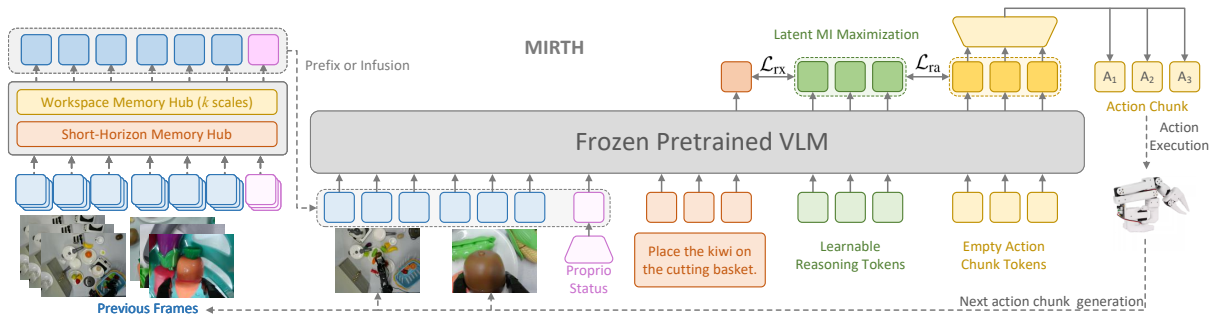 MIRTH
Latent MI Maximization
Prefix or Infusion
ℒrx
ℒra
A1
A2
A3
Action Chunk
Workspace Memory Hub (k scales)
Short-Horizon Memory Hub
Frozen Pretrained VLM
Action
Execution
Place the kiwi on
the cutting basket.
Proprio
Status
Learnable
Reasoning Tokens
Empty Action
Chunk Tokens
Previous Frames
Next action chunk generation